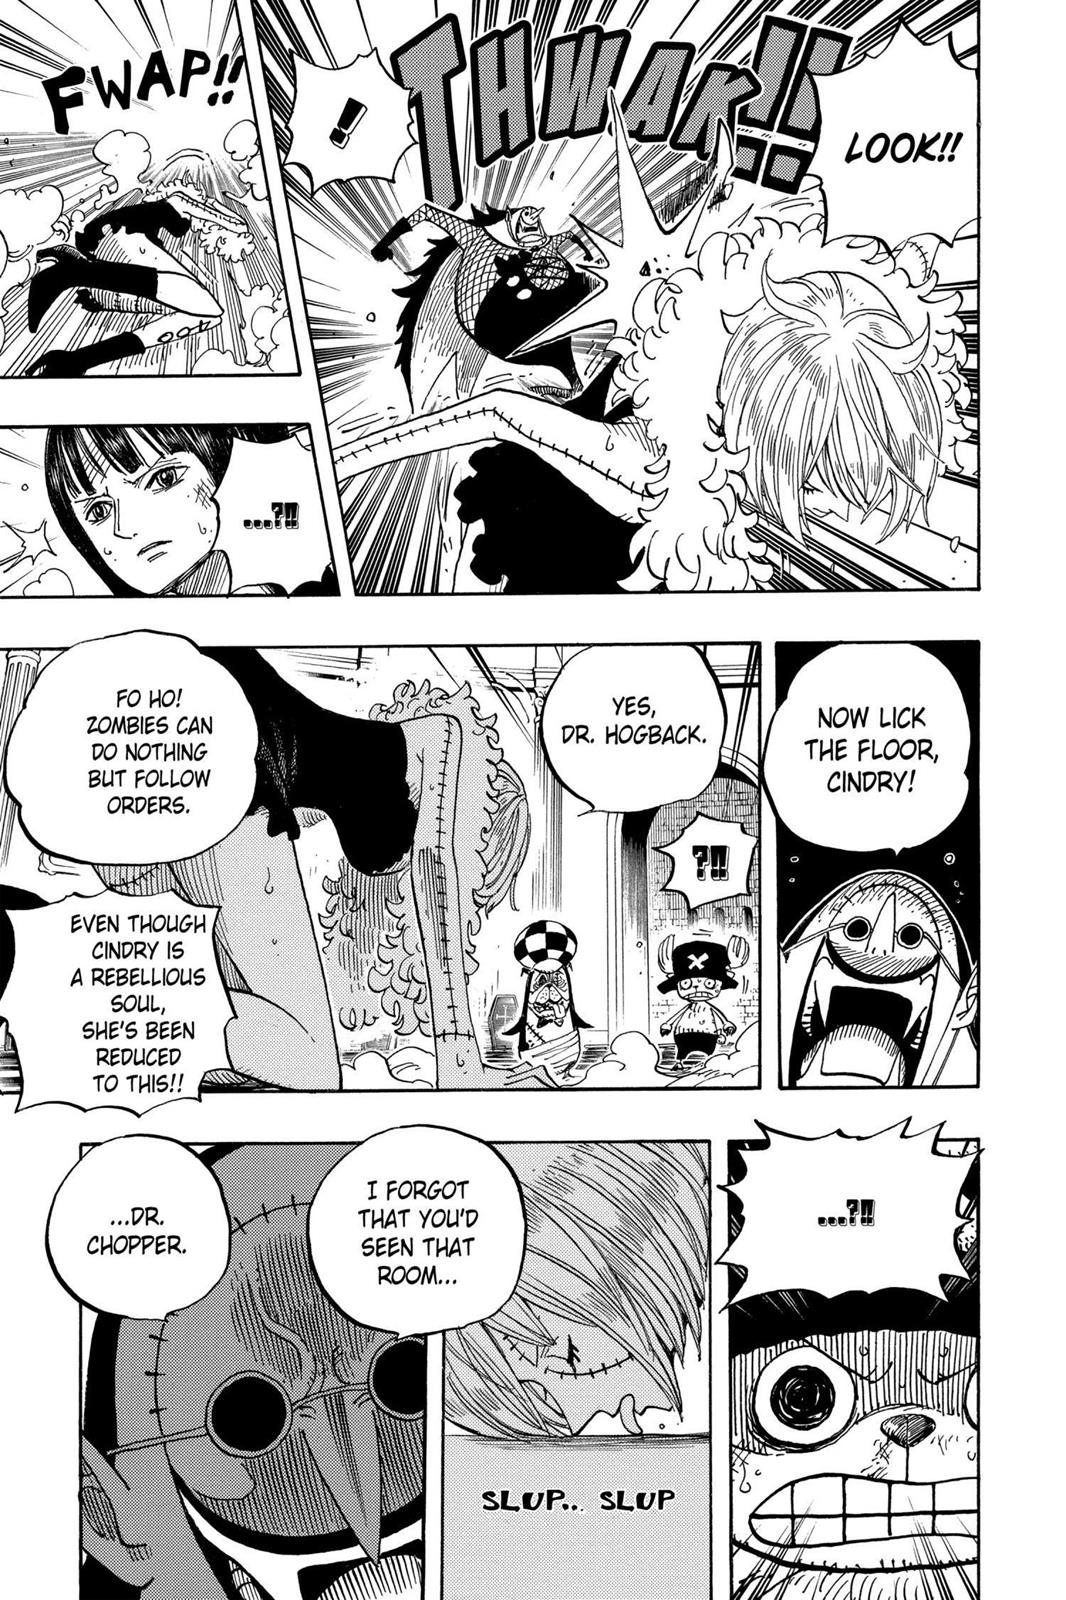 LOOK!!
THWAK!!
!
FWAP!!
...?!!
NOW LICK
THE FLOOR,
CINDRY!
YES,
DR. HOGBACK.
?!!
FO HO!
ZOMBIES CAN
DO NOTHING
BUT FOLLOW
ORDERS.
EVEN THOUGH
CINDRY IS
A REBELLIOUS
SOUL,
SHE'S BEEN
REDUCED
TO THIS!!
...?!!
I FORGOT
THAT YOU'D
SEEN THAT
ROOM...
SLUP.. SLUP
...DR.
CHOPPER.